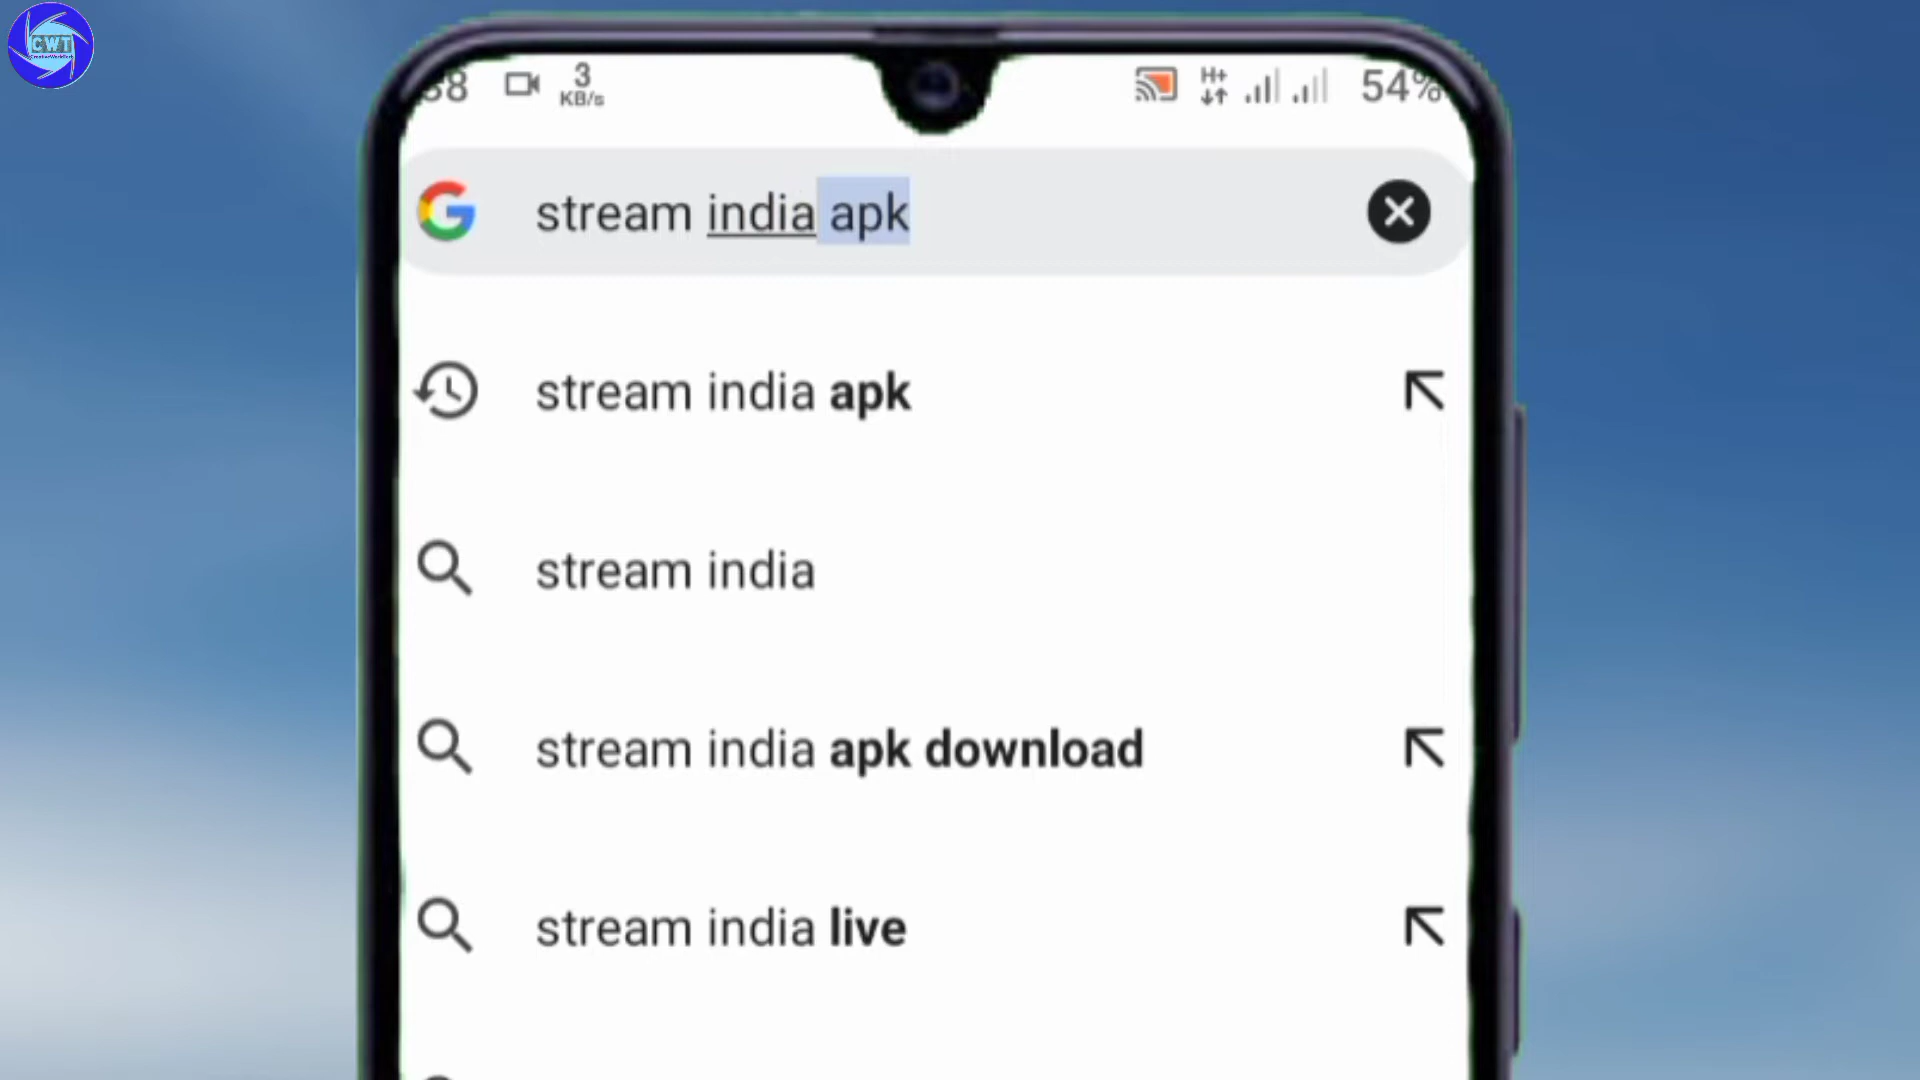 CWT
38
3
KB/s
H+
54%
stream india apk
stream india apk
stream india
stream india apk download
stream india live